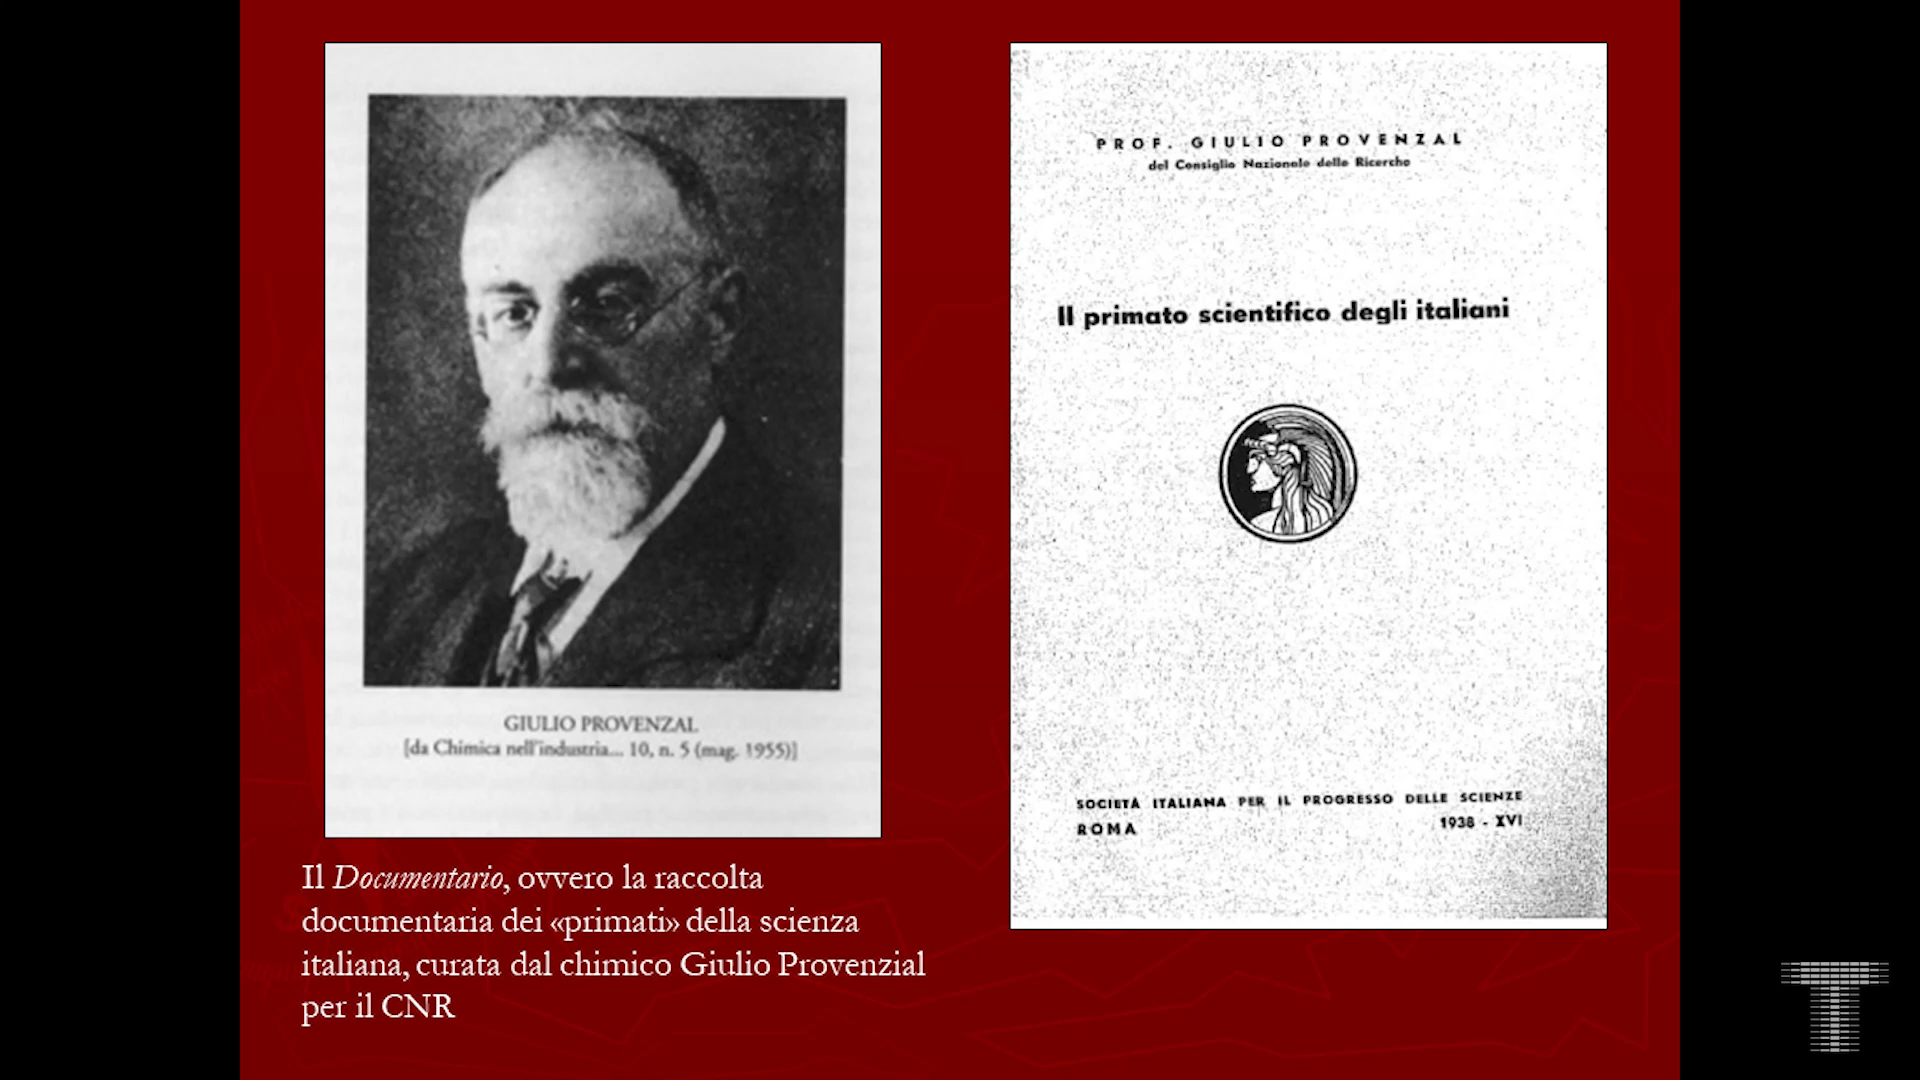 GIULIO PROVENZAL
[da Chimica nell'industria... 10, n. 5 (mag. 1955)]
Il Documentario, ovvero la raccolta
documentaria dei «primati» della scienza
italiana, curata dal chimico Giulio Provenzial
per il CNR
PROF. GIULIO PROVENZAL
del Consiglio Nazionale delle Ricerche
Il primato scientifico degli italiani
SOCIETÀ ITALIANA PER IL PROGRESSO DELLE SCIENZE
ROMA 1938 - XVI